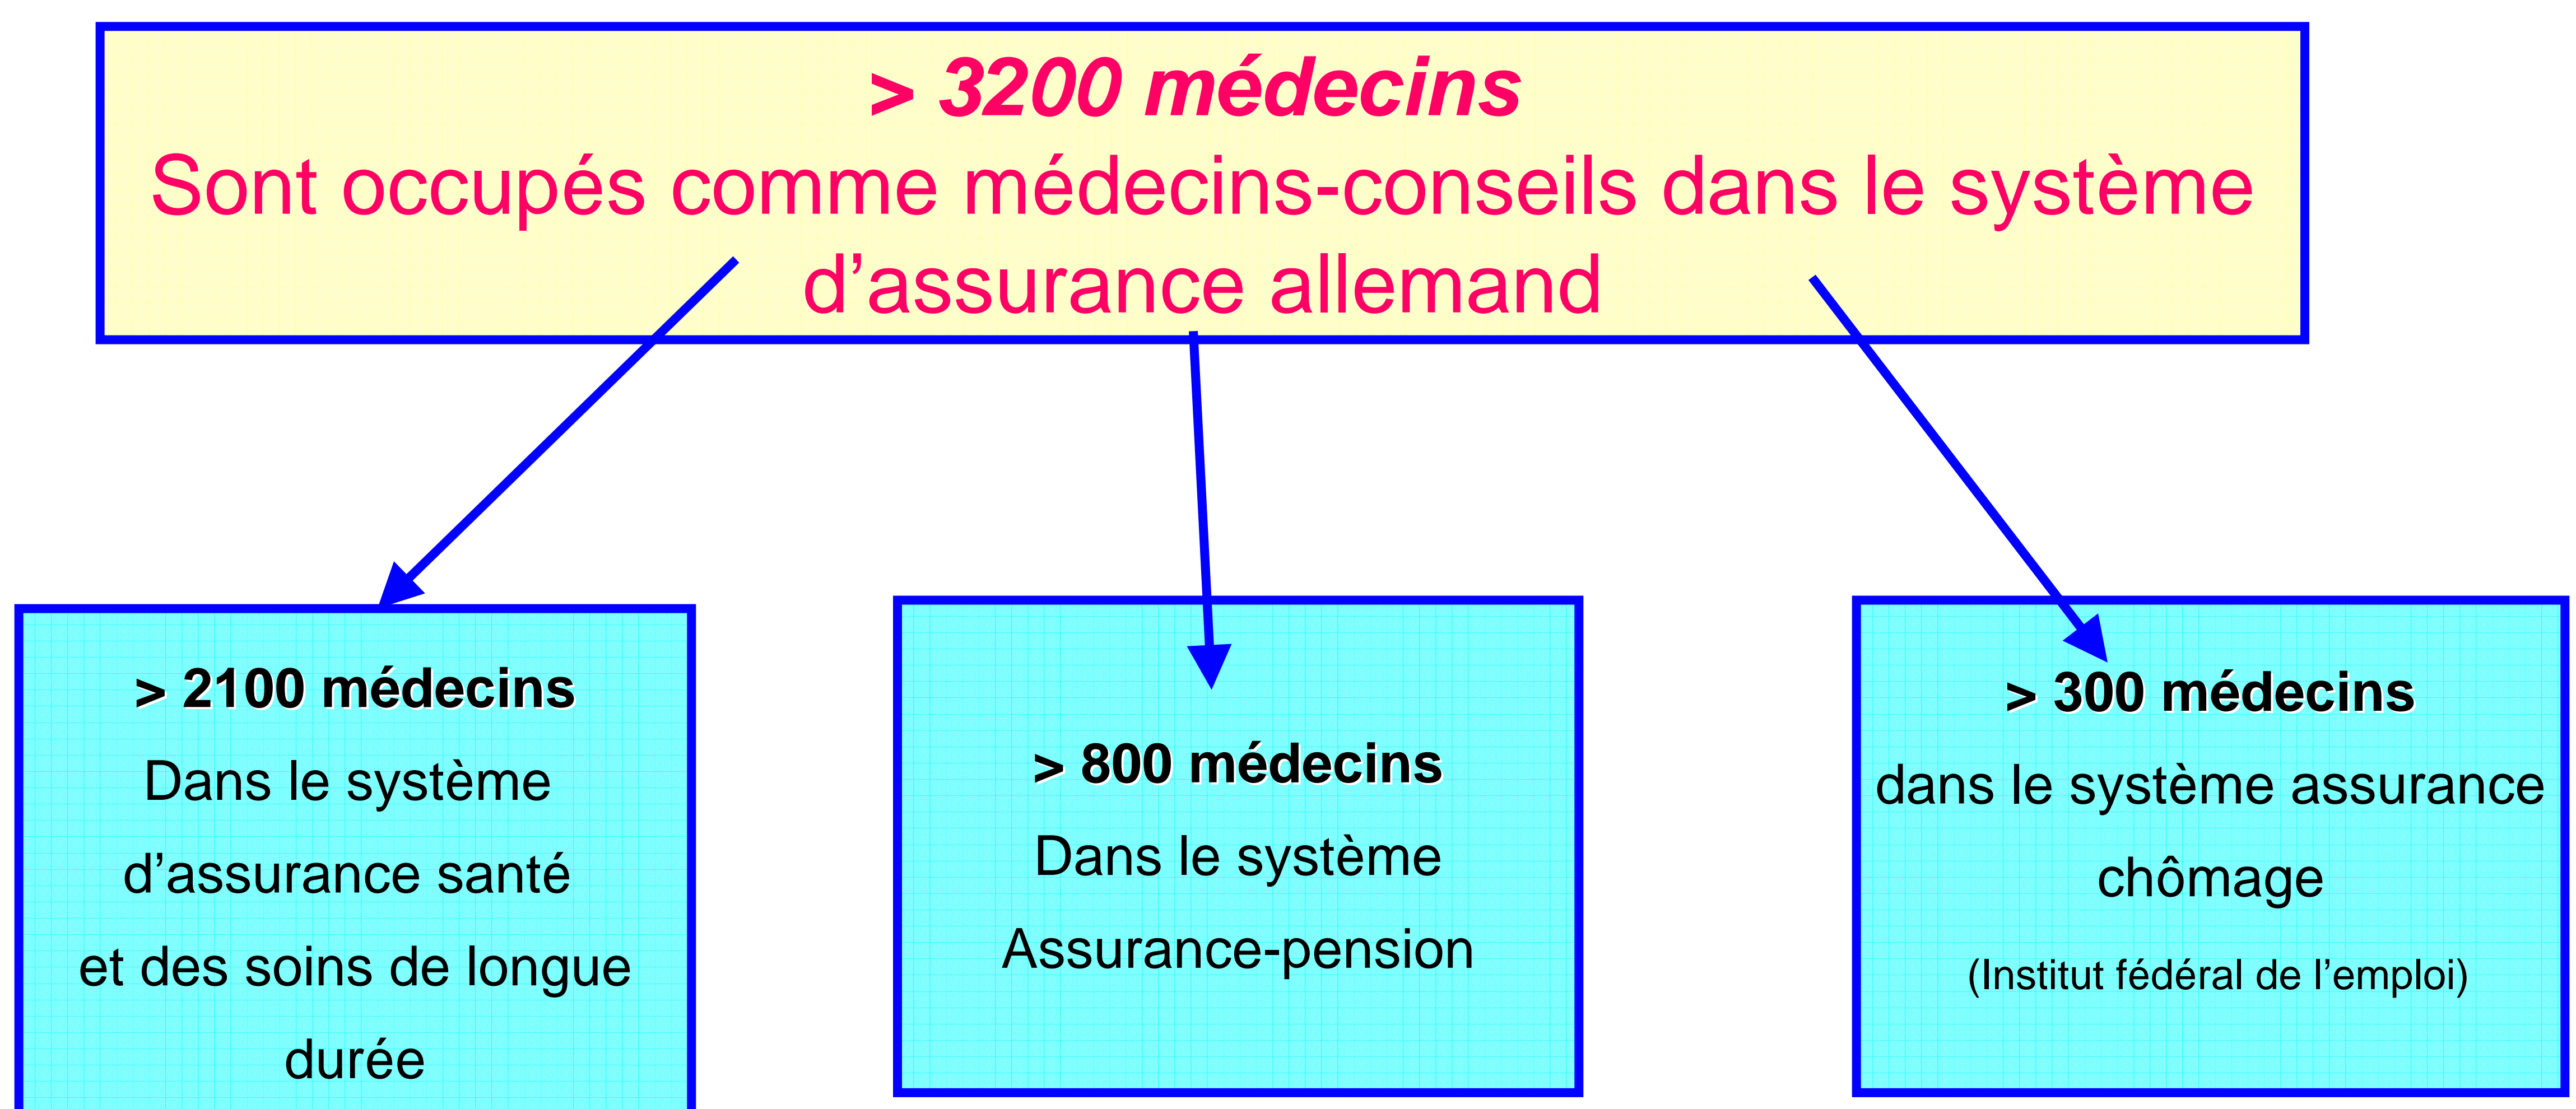 > 3200 médecins
Sont occupés comme médecins-conseils dans le système
d’assurance allemand
> 2100 médecins
Dans le système
d’assurance santé
et des soins de longue
durée
> 800 médecins
Dans le système
Assurance-pension
> 300 médecins
dans le système assurance
chômage
(Institut fédéral de l’emploi)